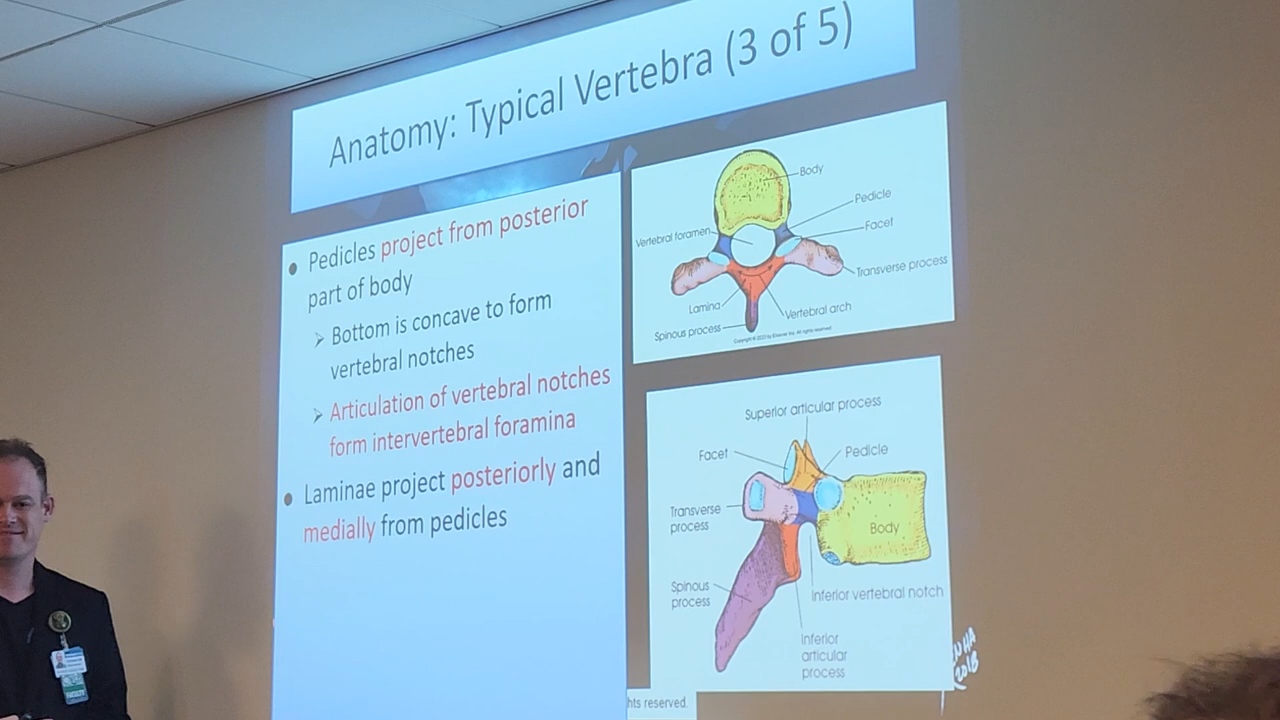 Anatomy: Typical Vertebra (3 of 5)
Pedicles project from posterior
part of body
Bottom is concave to form
vertebral notches
Articulation of vertebral notches
form intervertebral foramina
Laminae project posteriorly and
medially from pedicles
Body
Pedicle
Vertebral foramen
Facet
Transverse process
Lamina
Vertebral arch
Spinous process
Superior articular process
Facet
Pedicle
Transverse
process
Body
Spinous
process
Inferior vertebral notch
Inferior
articular
process
hts reserved.
2018
FACULTY